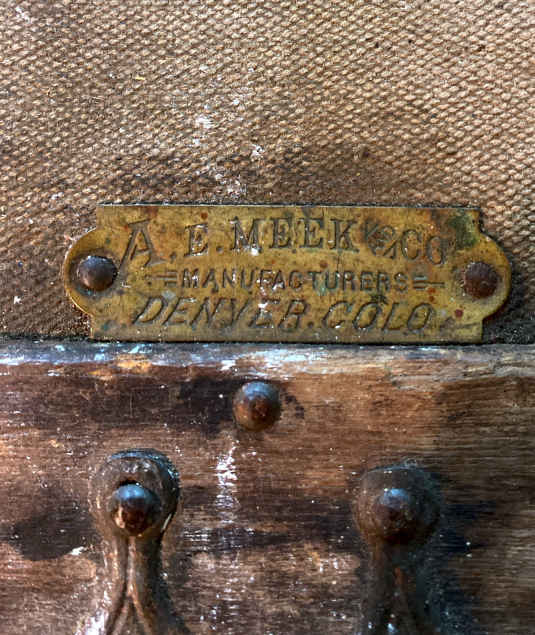 A. E. MEEK & CO
MANUFACTURERS
DENVER. COLO.